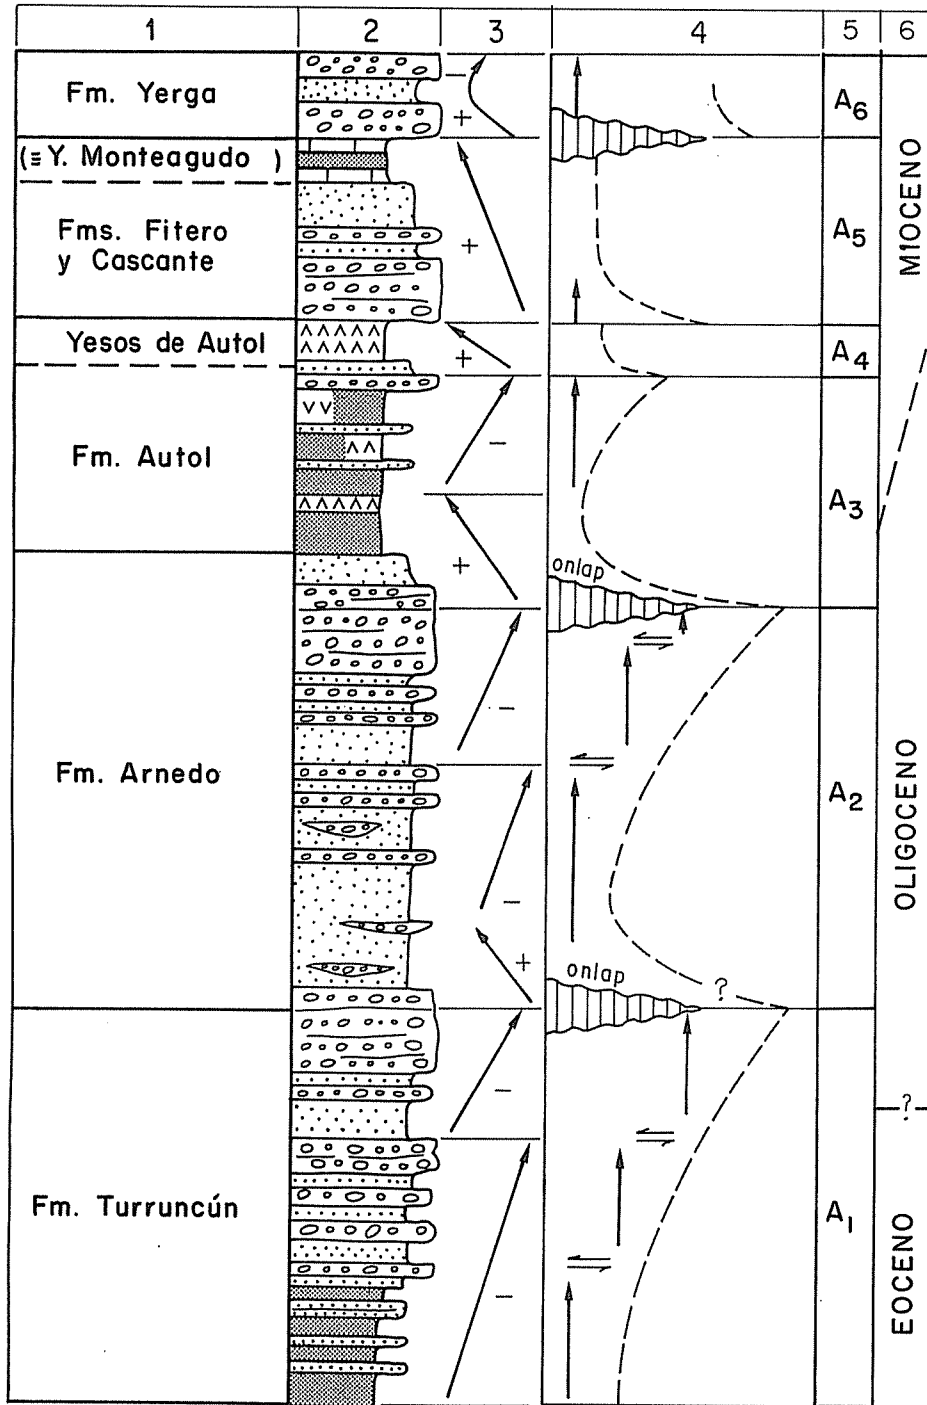 1 2 3 4 5 6
Fm. Yerga
- +
A6
(≡ Y. Monteagudo )
Fms. Fitero
y Cascante
+
A5
MIOCENO
Yesos de Autol
+
A4
Fm. Autol
-
+
A3
onlap
Fm. Arnedo
-
-
+
A2
OLIGOCENO
onlap
?
Fm. Turruncún
-
-
?
A1
EOCENO